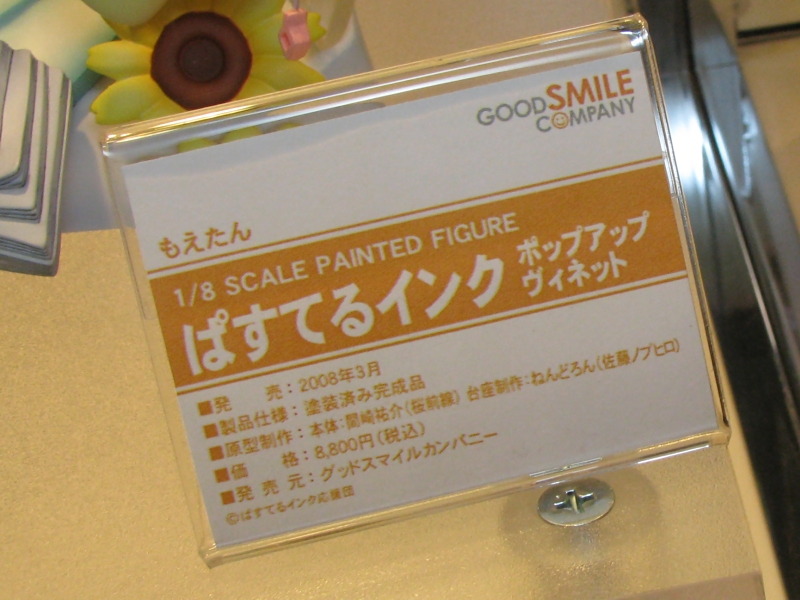 GOODSMILE
COMPANY
もえたん
1/8 SCALE PAINTED FIGURE
ぱすてるインク ポップアップ
ヴィネット
■発　　売：2008年3月
■製品仕様：塗装済み完成品
■原型制作：本体：間崎祐介(桜前線) 台座制作：ねんどろん(佐藤ノブヒロ)
■価　　格：8,800円(税込)
■発 売 元：グッドスマイルカンパニー
©ぱすてるインク応援団